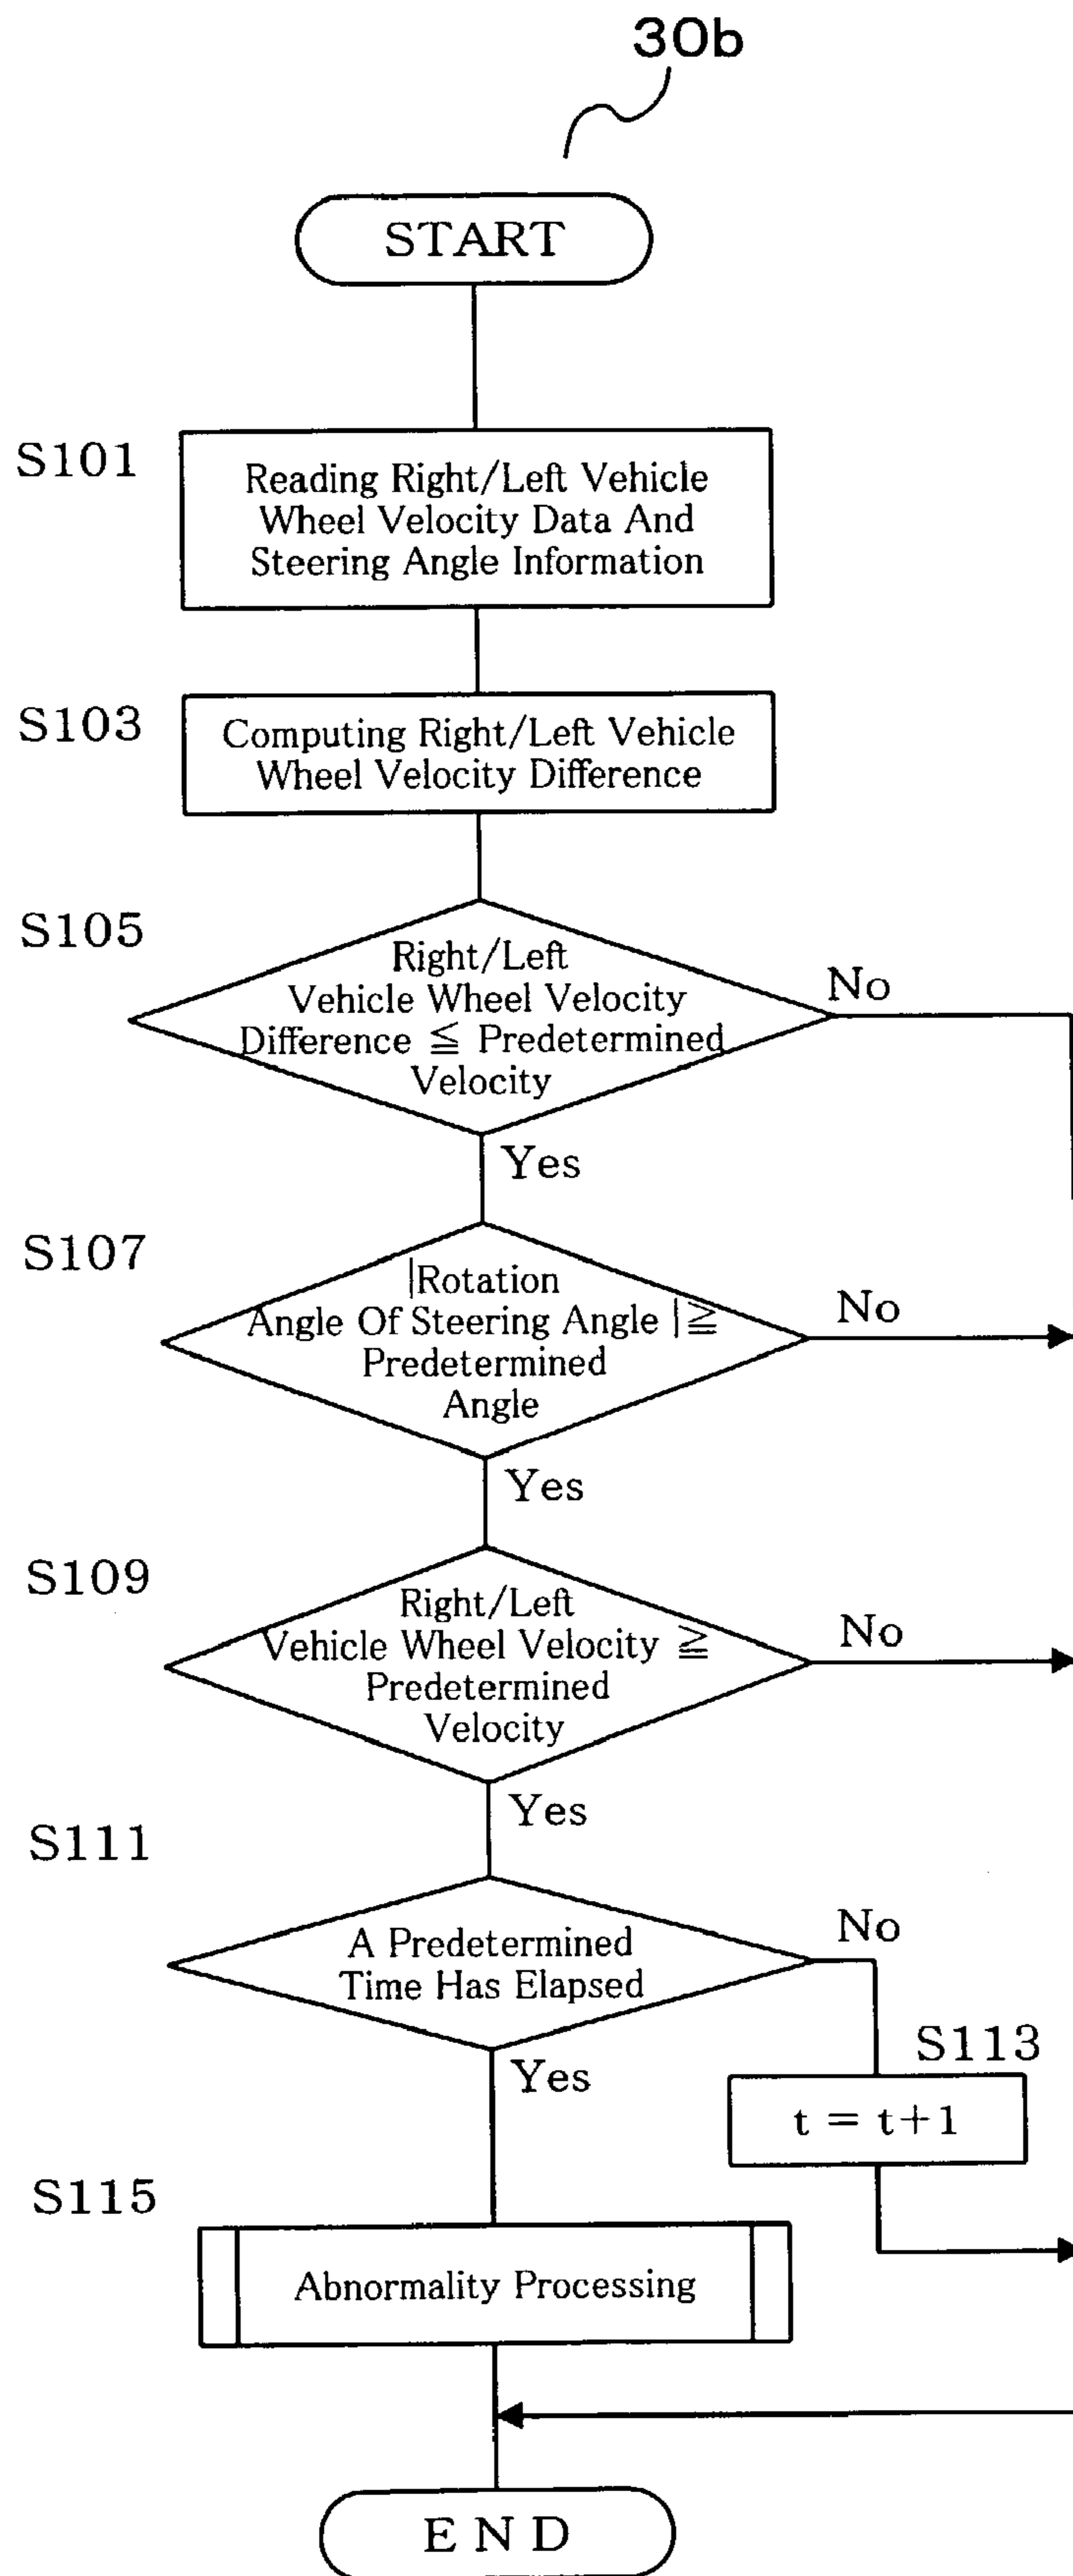 30b
START
S101
Reading Right/Left Vehicle
Wheel Velocity Data And
Steering Angle Information
S103
Computing Right/Left Vehicle
Wheel Velocity Difference
S105
Right/Left
Vehicle Wheel Velocity
Difference ≦ Predetermined
Velocity
No
Yes
S107
|Rotation
Angle Of Steering Angle |≧
Predetermined
Angle
No
Yes
S109
Right/Left
Vehicle Wheel Velocity ≧
Predetermined
Velocity
No
Yes
S111
A Predetermined
Time Has Elapsed
No
Yes
S113
t = t+1
S115
Abnormality Processing
END